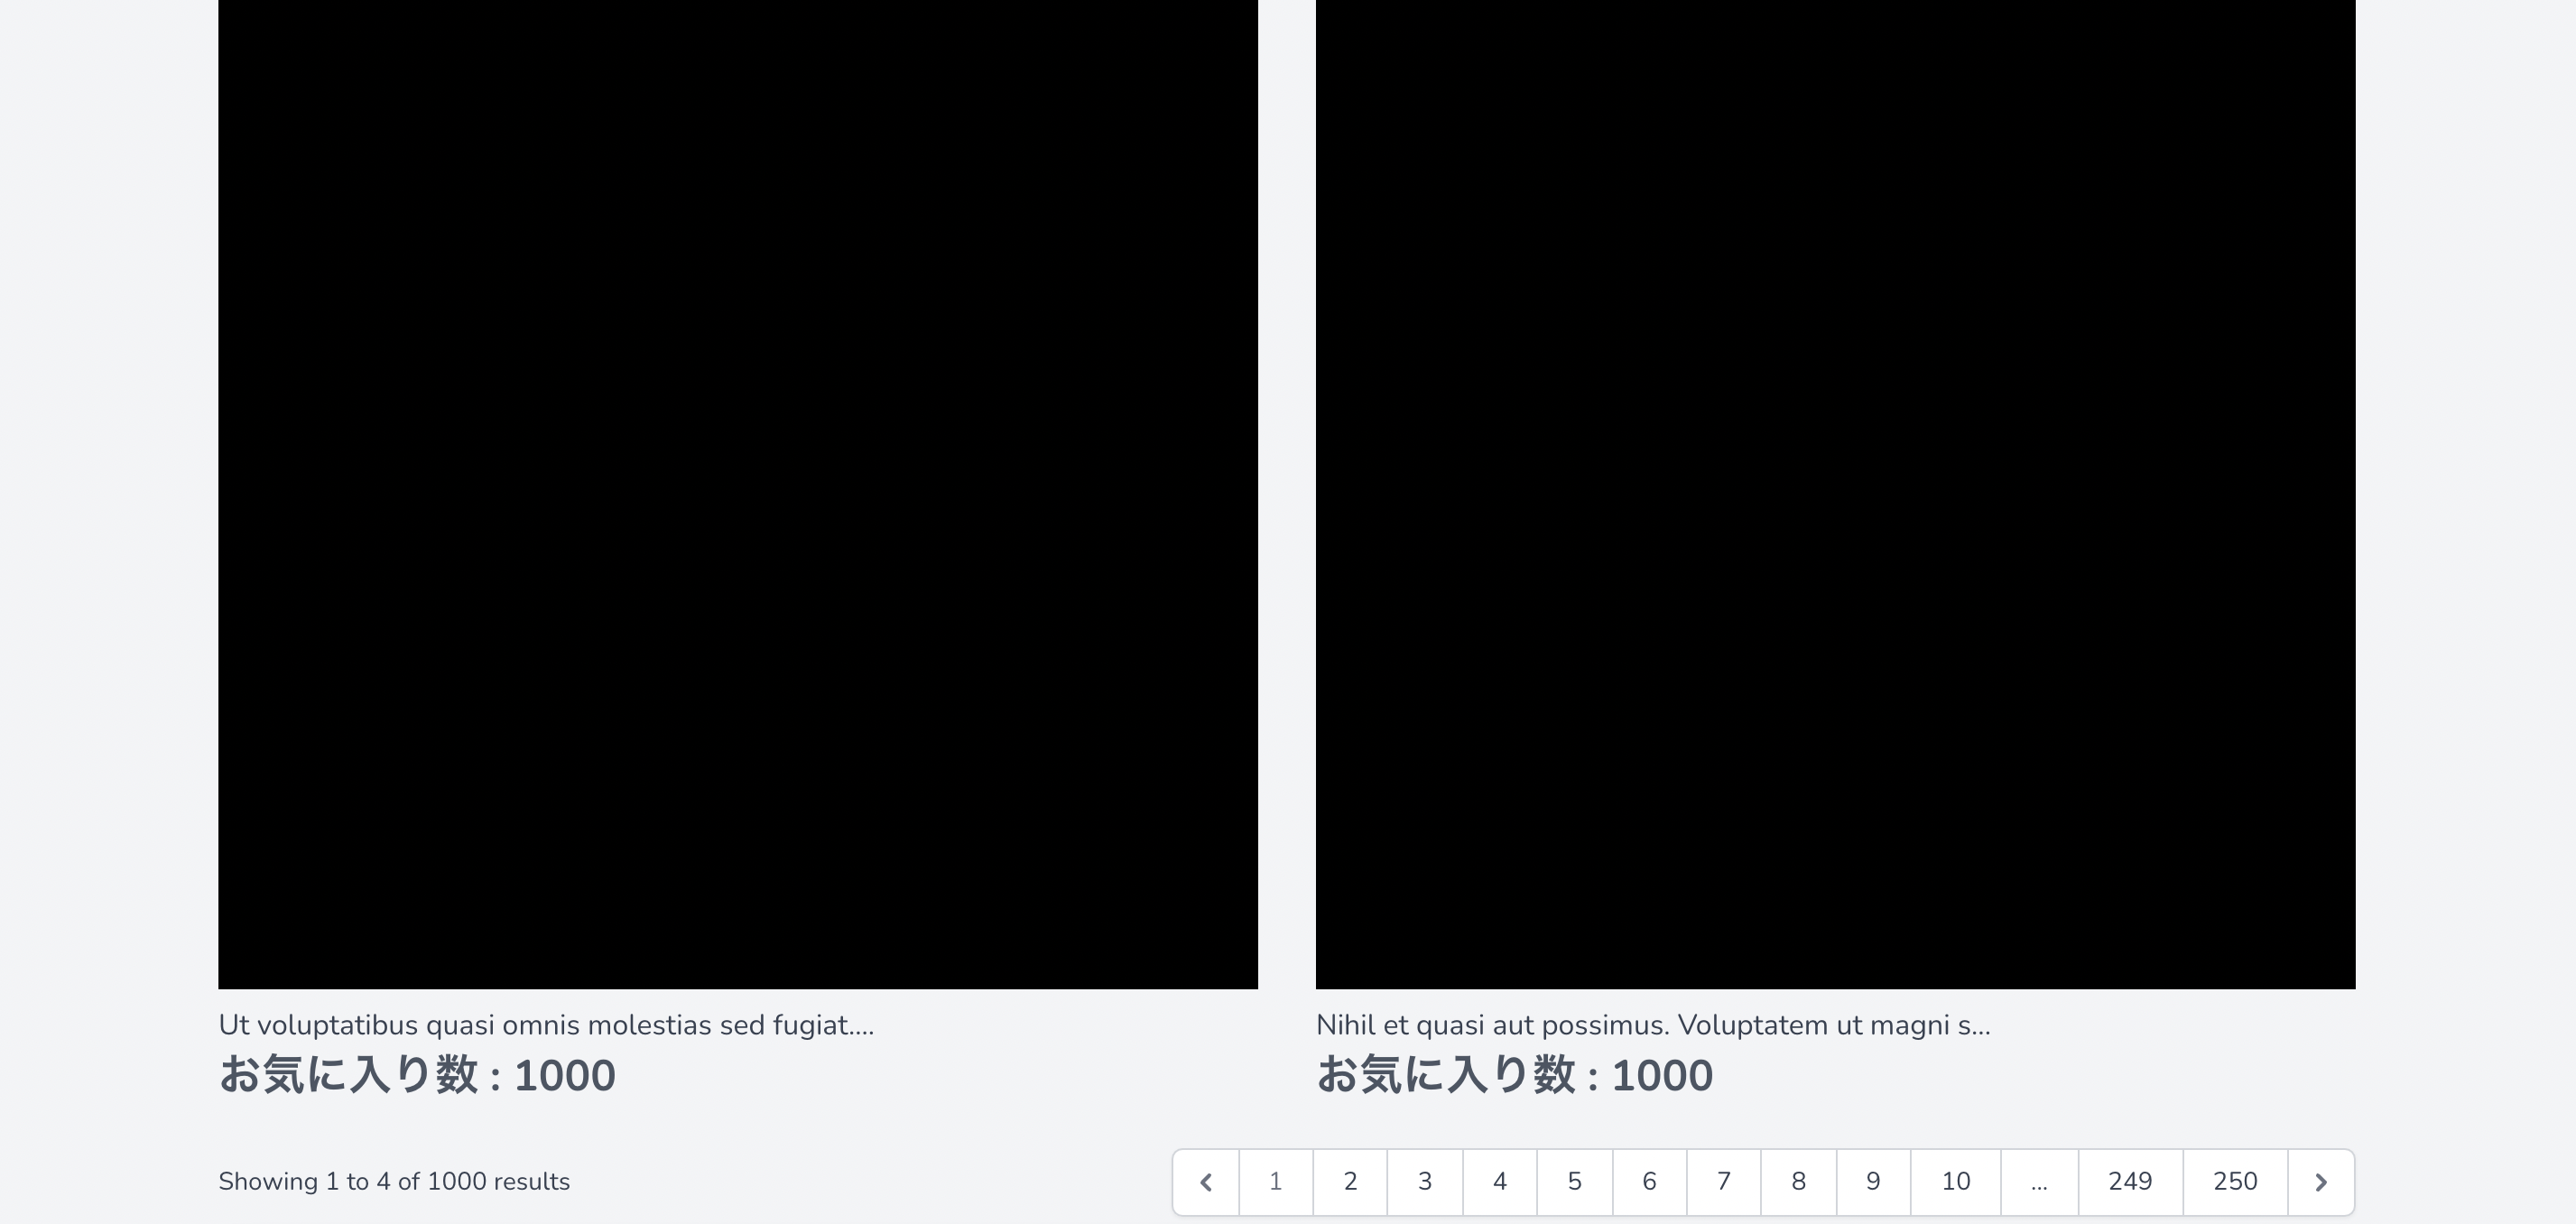 Ut voluptatibus quasi omnis molestias sed fugiat....
お気に入り数 : 1000
Nihil et quasi aut possimus. Voluptatem ut magni s...
お気に入り数 : 1000
Showing 1 to 4 of 1000 results
1 2 3 4 5 6 7 8 9 10 ... 249 250